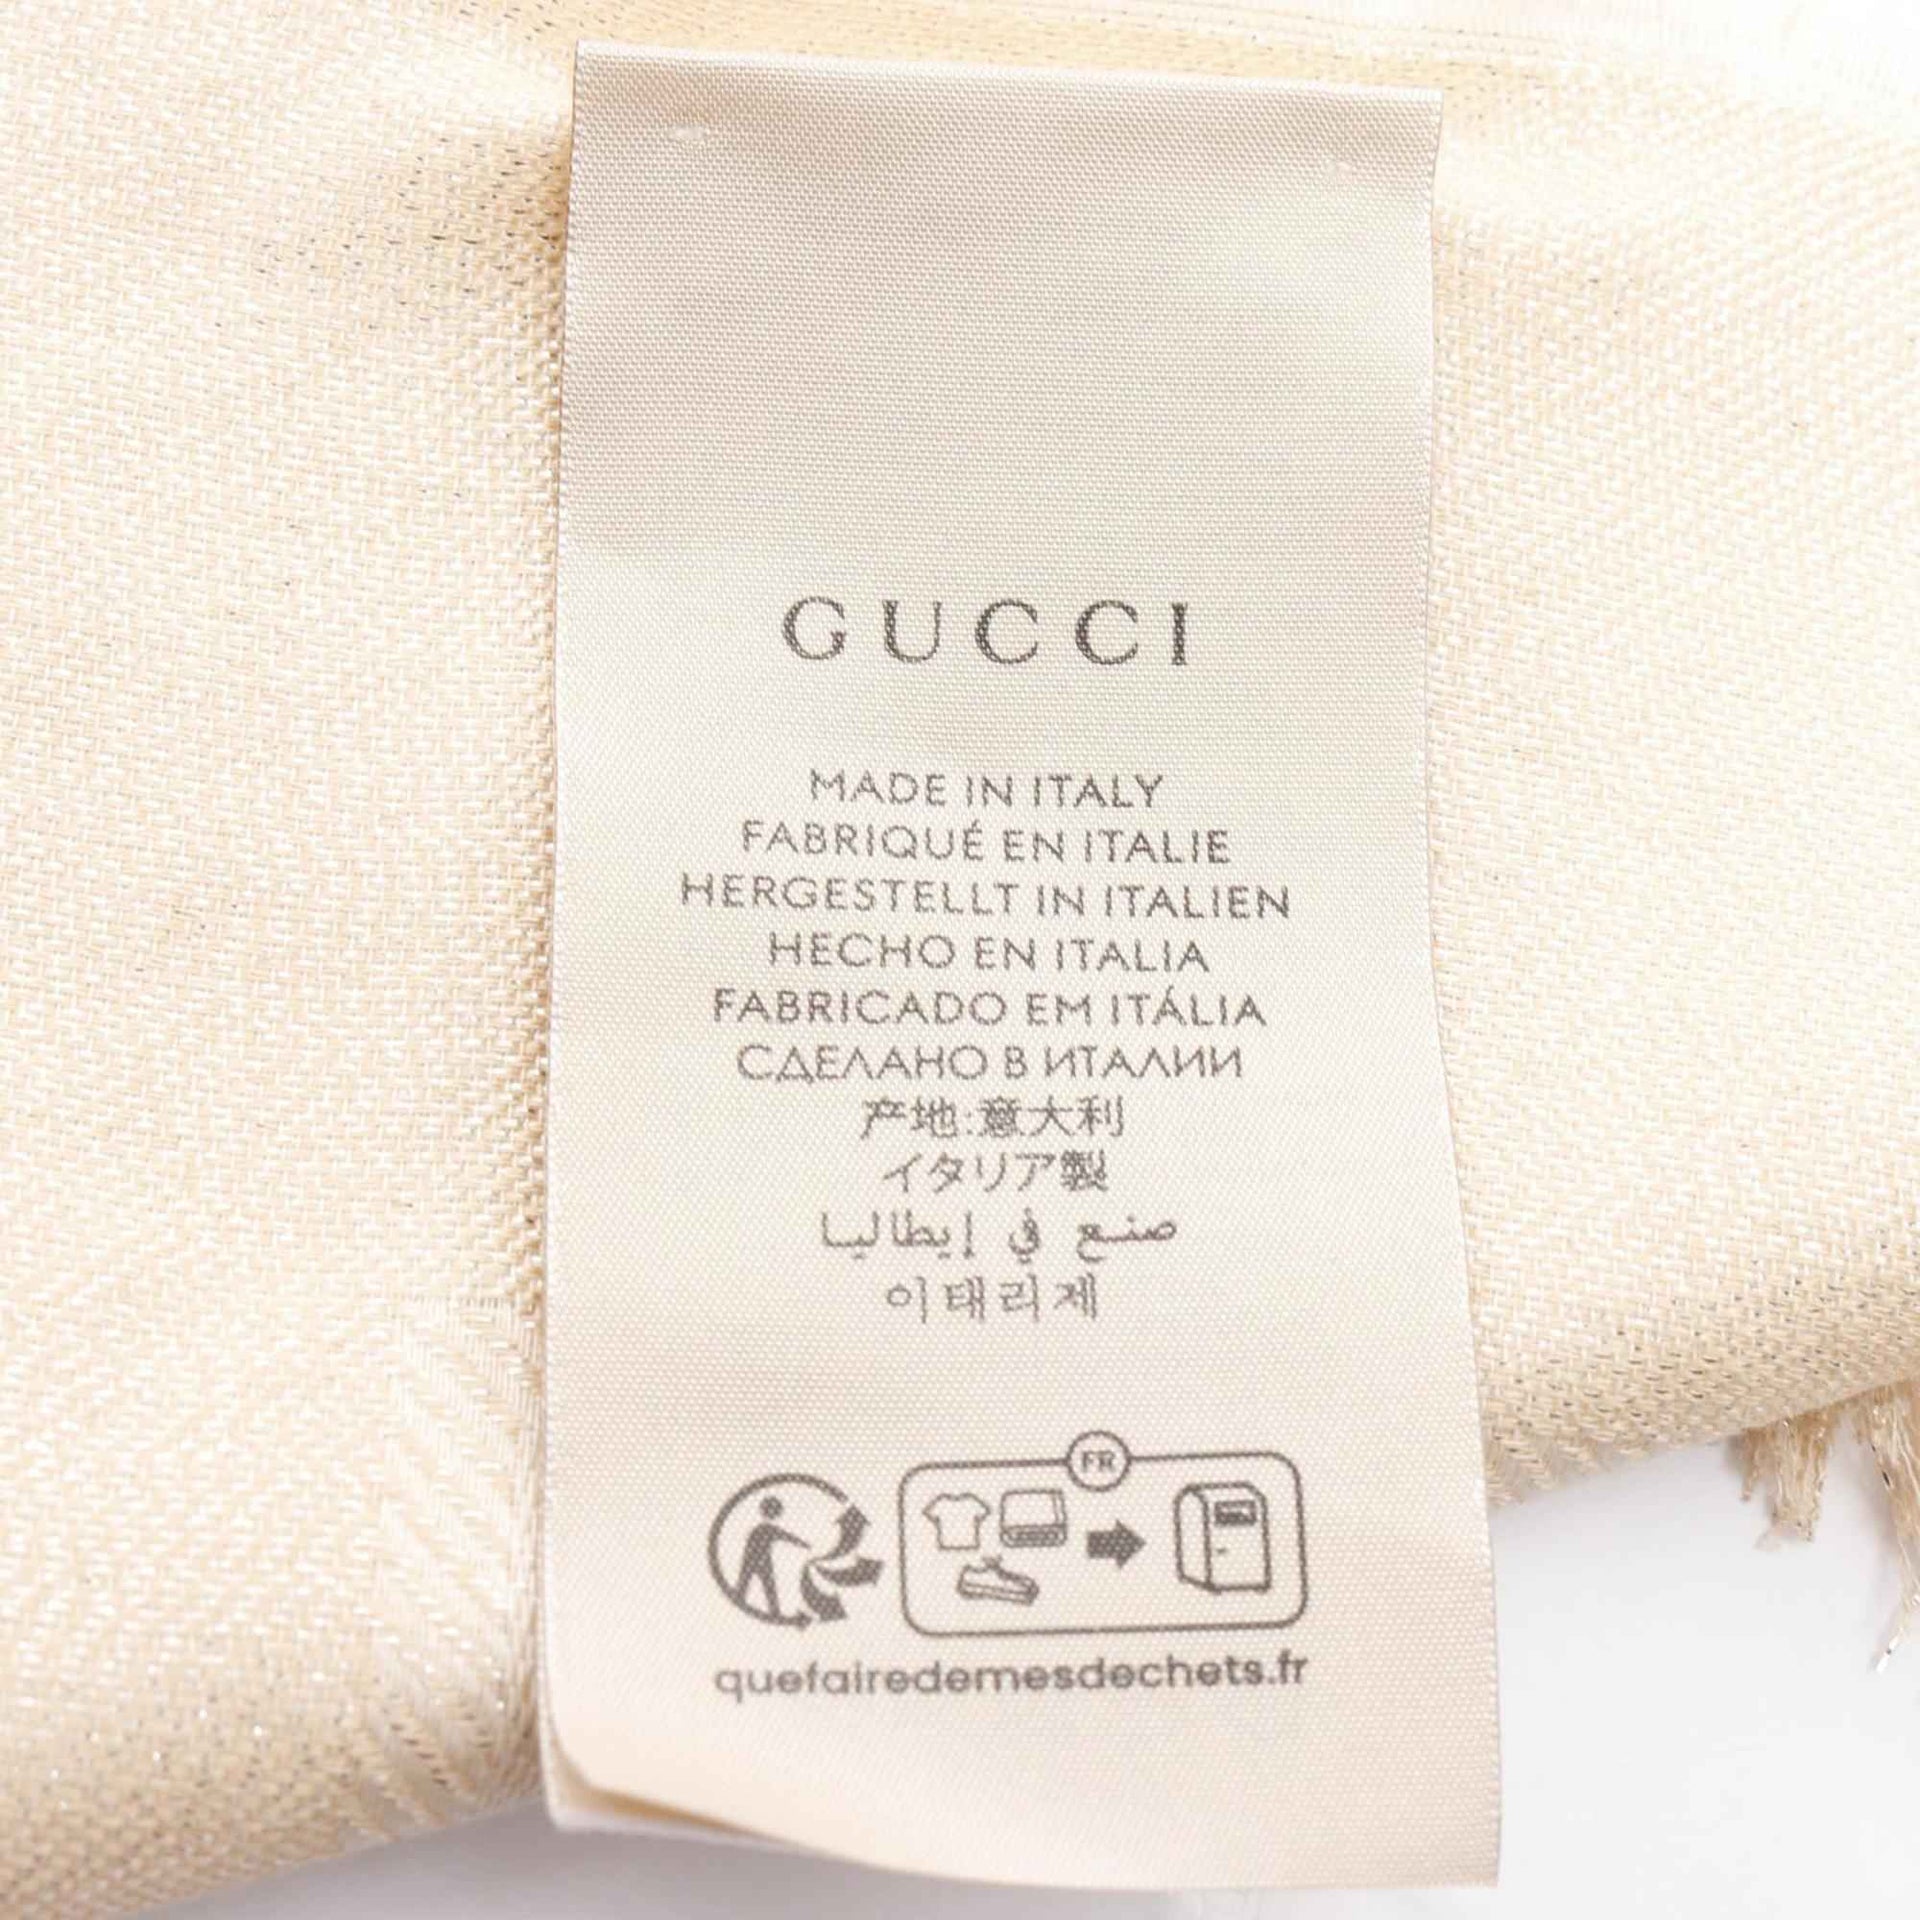 GUCCI
MADE IN ITALY
FABRIQUÉ EN ITALIE
HERGESTELLT IN ITALIEN
HECHO EN ITALIA
FABRICADO EM ITÁLIA
СДЕЛАНО В ИТАЛИИ
产地:意大利
イタリア製
صنع في إيطاليا
이태리제
FR
quefairedemesdechets.fr